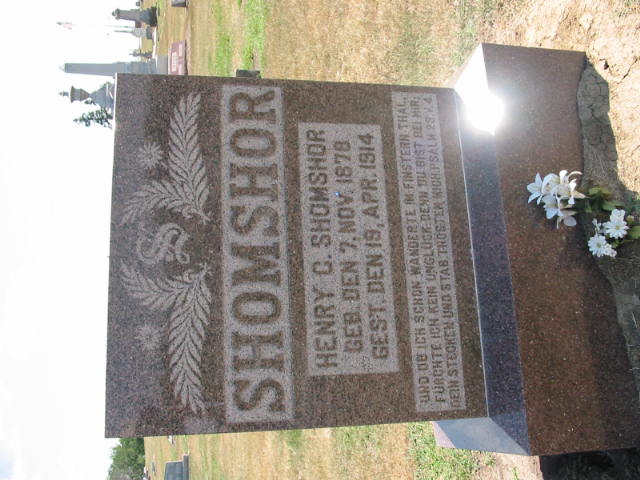 S
SHOMSHOR
HENRY G. SHOMSHOR
GEB. DEN 7, NOV. 1878
GEST. DEN 19, APR. 1914
UND OB ICH SCHON WANDERTE IM FINSTERN THAL,
FÜRCHTE ICH KEIN UNGLÜCK: DENN DU BIST BEI MIR,
DEIN STECKEN UND STAB TRÖSTEN MICH. PSALM 23. V. 4